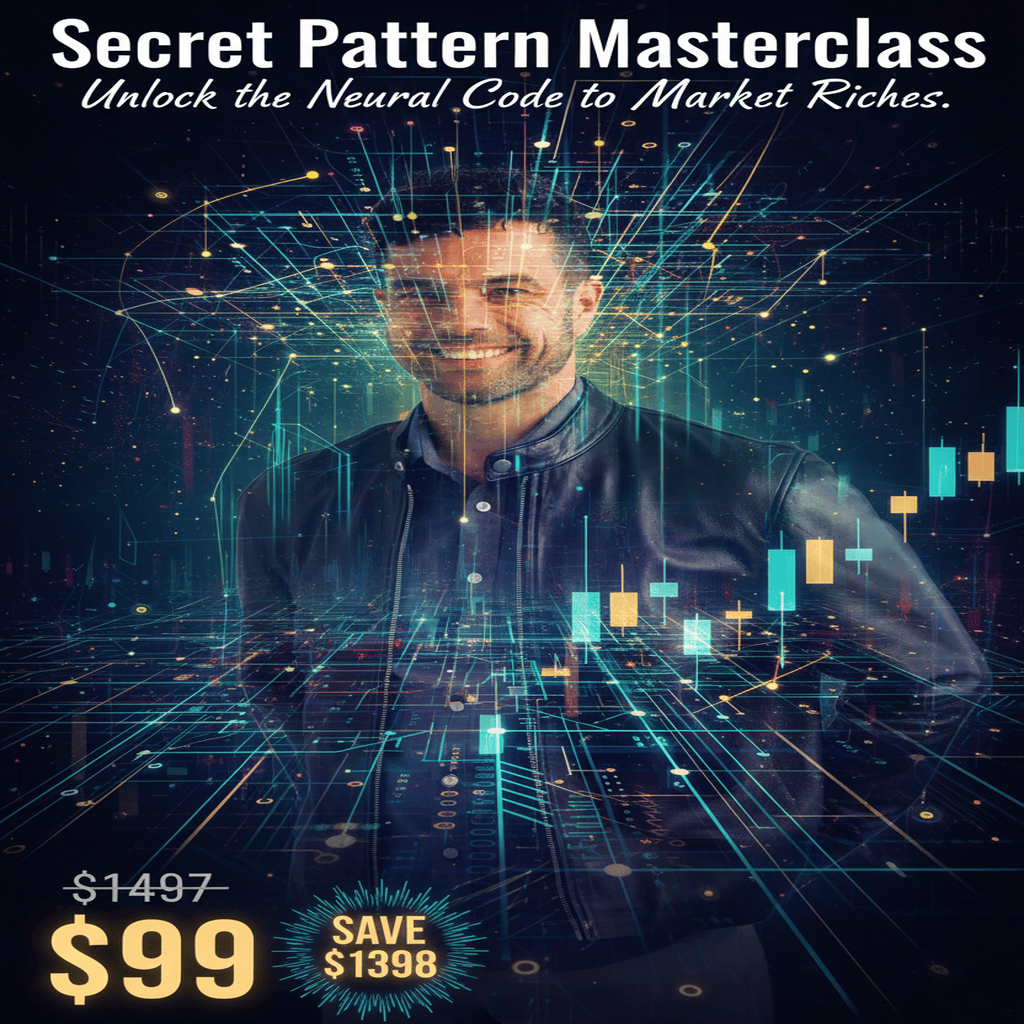 Secret Pattern Masterclass
Unlock the Neural Code to Market Riches.
$1497
$99
SAVE
$1398